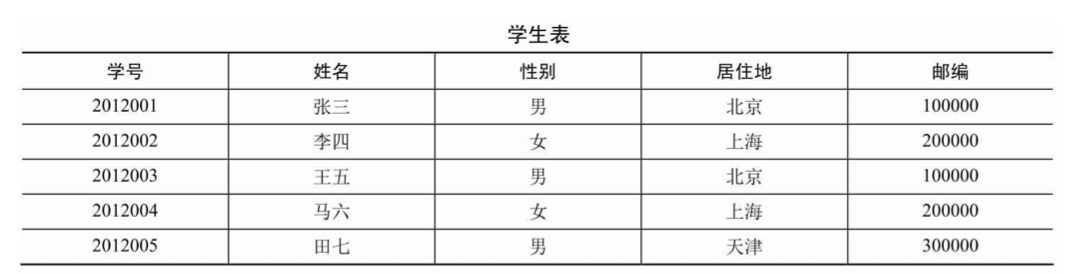 学生表
学号 姓名 性别 居住地 邮编
2012001 张三 男 北京 100000
2012002 李四 女 上海 200000
2012003 王五 男 北京 100000
2012004 马六 女 上海 200000
2012005 田七 男 天津 300000